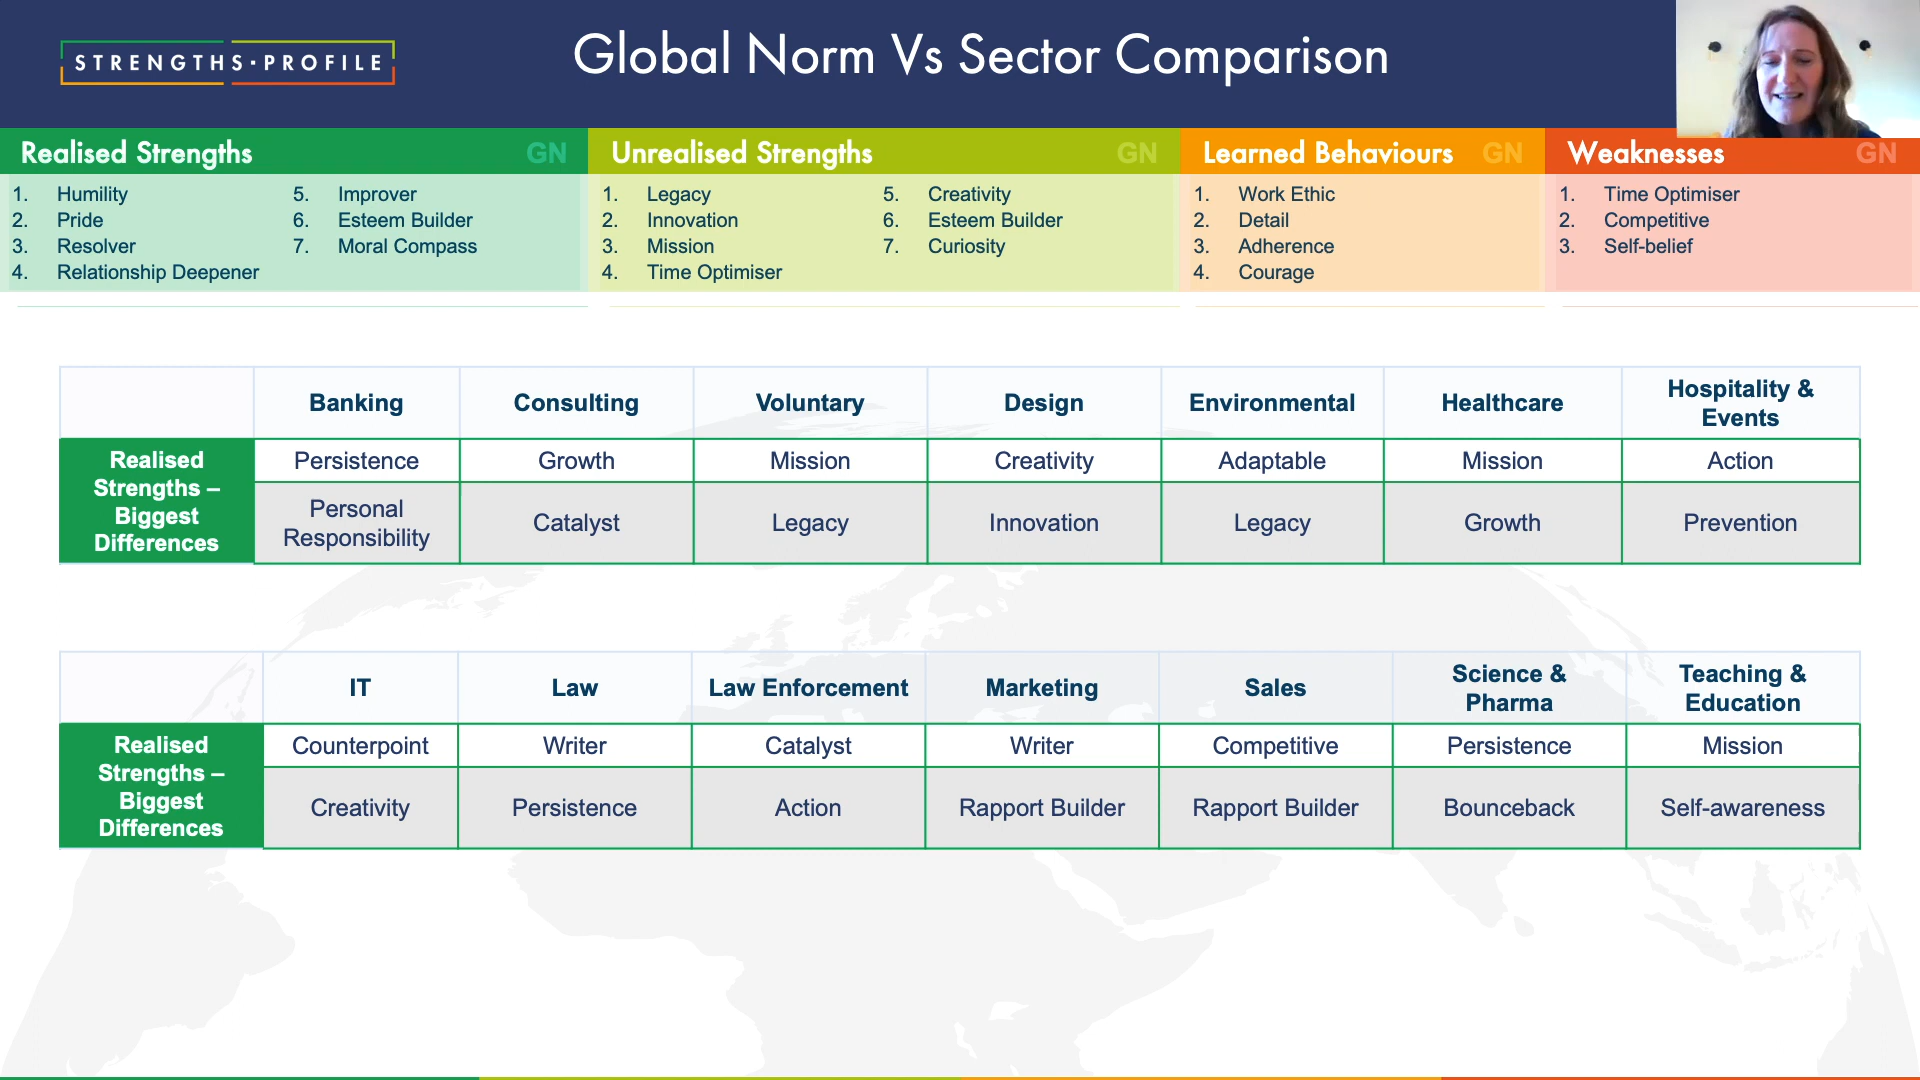 STRENGTHS·PROFILE
Global Norm Vs Sector Comparison
Realised Strengths GN
1. Humility
2. Pride
3. Resolver
4. Relationship Deepener
5. Improver
6. Esteem Builder
7. Moral Compass
Unrealised Strengths GN
1. Legacy
2. Innovation
3. Mission
4. Time Optimiser
5. Creativity
6. Esteem Builder
7. Curiosity
Learned Behaviours GN
1. Work Ethic
2. Detail
3. Adherence
4. Courage
Weaknesses GN
1. Time Optimiser
2. Competitive
3. Self-belief
Banking Consulting Voluntary Design Environmental Healthcare Hospitality &
Events
Realised
Strengths –
Biggest
Differences
Persistence Growth Mission Creativity Adaptable Mission Action
Personal
Responsibility Catalyst Legacy Innovation Legacy Growth Prevention
IT Law Law Enforcement Marketing Sales Science &
Pharma Teaching &
Education
Realised
Strengths –
Biggest
Differences
Counterpoint Writer Catalyst Writer Competitive Persistence Mission
Creativity Persistence Action Rapport Builder Rapport Builder Bounceback Self-awareness